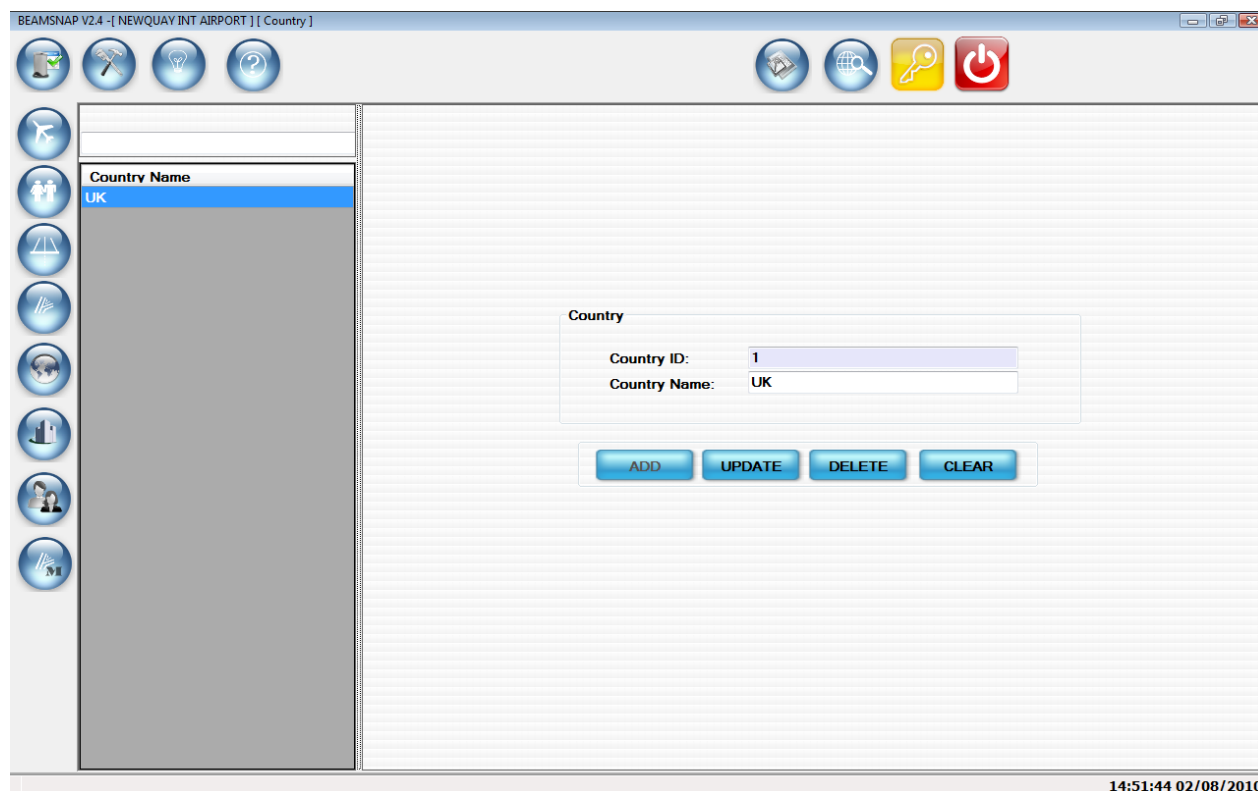 BEAMSNAP V2.4 -[ NEWQUAY INT AIRPORT ] [ Country ]
Country Name
UK
Country
Country ID: 1
Country Name: UK
ADD UPDATE DELETE CLEAR
M
14:51:44 02/08/2010